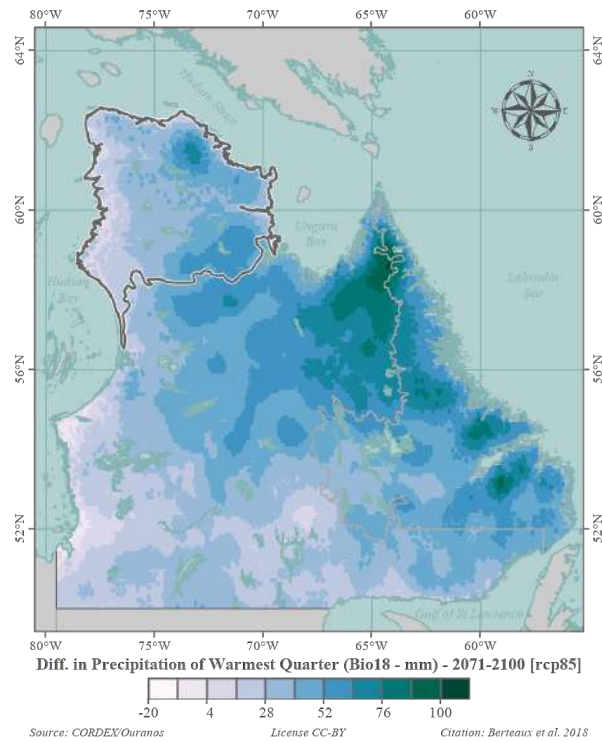 80°W 75°W 70°W 65°W 60°W
64°N 64°N
N
W E
S
Hudson Strait
60°N 60°N
Ungava
Bay
Hudson
Bay
Labrador
Sea
56°N 56°N
52°N 52°N
Gulf of St Lawrence
80°W 75°W 70°W 65°W 60°W
Diff. in Precipitation of Warmest Quarter (Bio18 - mm) - 2071-2100 [rcp85]
-20 4 28 52 76 100
Source: CORDEX/Ouranos License CC-BY Citation: Berteaux et al. 2018